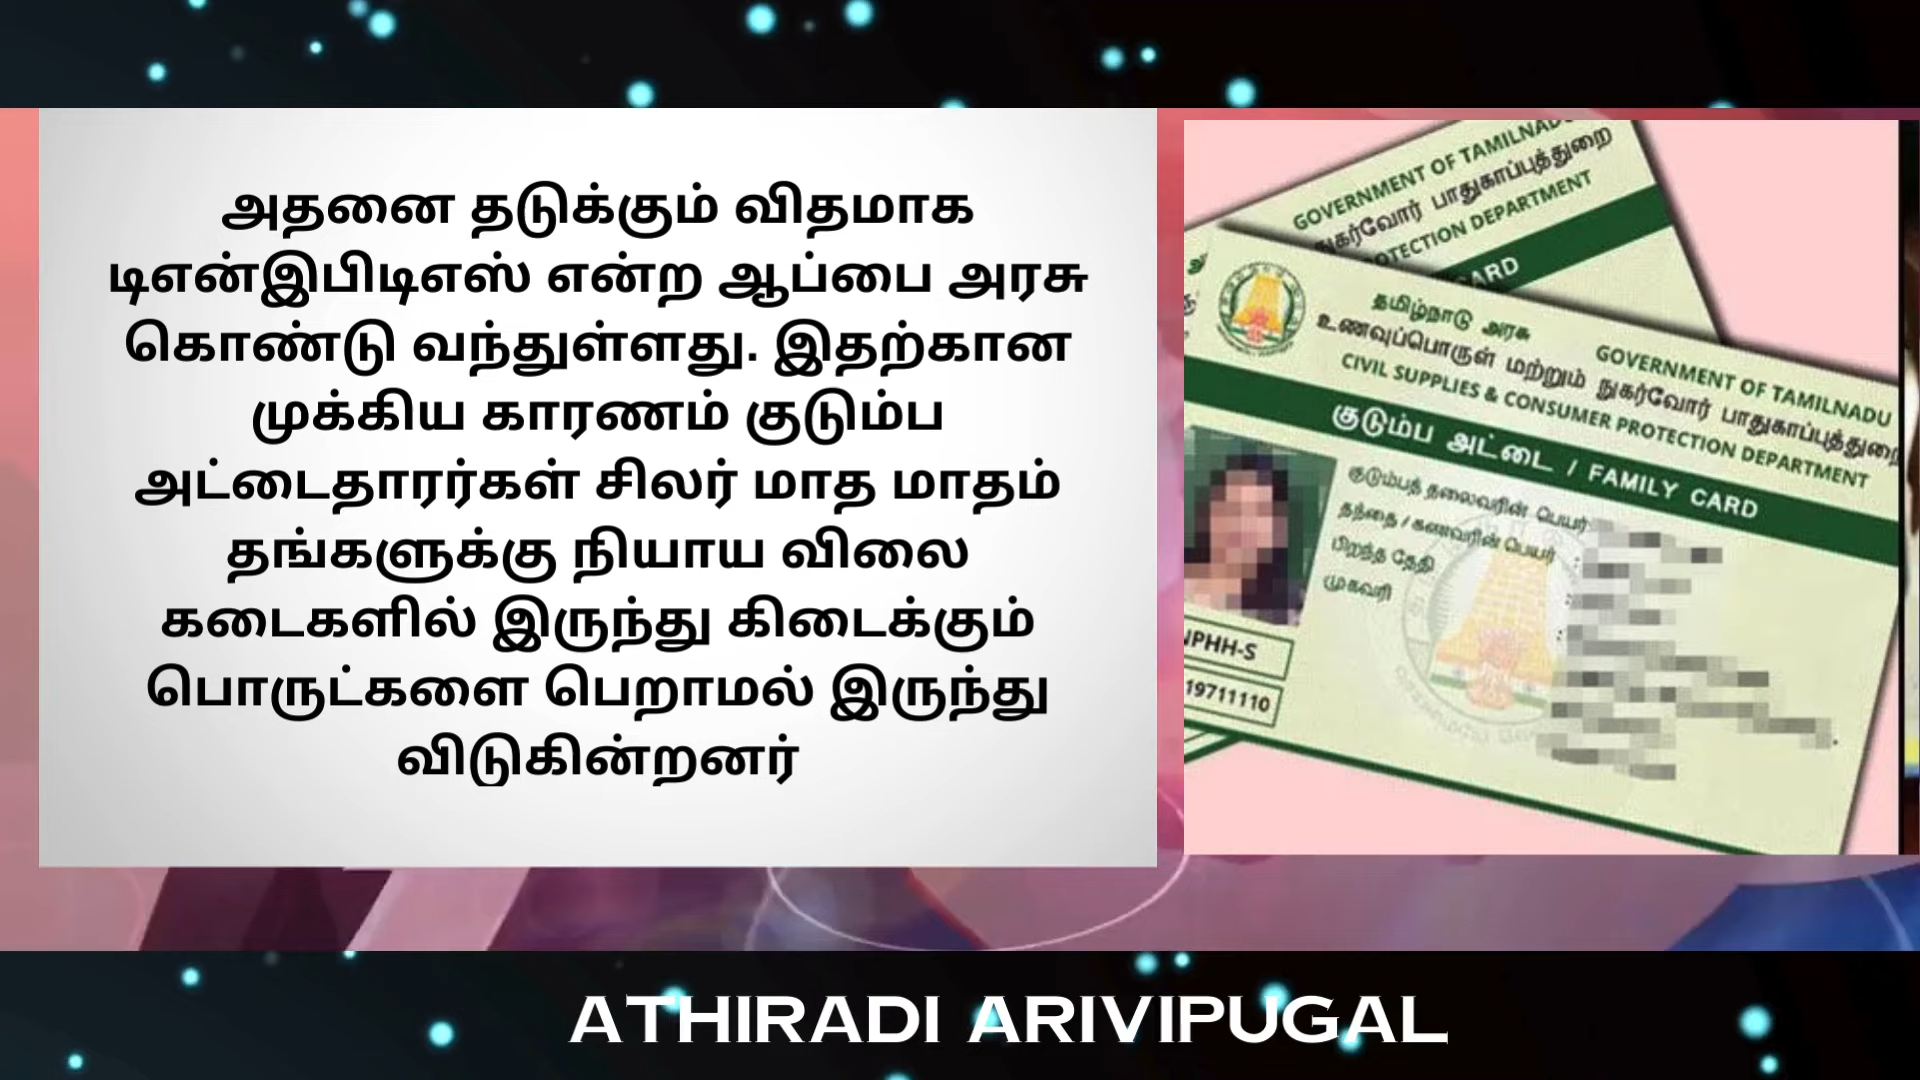 அதனை தடுக்கும் விதமாக
டிஎன்இபிடிஎஸ் என்ற ஆப்பை அரசு
கொண்டு வந்துள்ளது. இதற்கான
முக்கிய காரணம் குடும்ப
அட்டைதாரர்கள் சிலர் மாத மாதம்
தங்களுக்கு நியாய விலை
கடைகளில் இருந்து கிடைக்கும்
பொருட்களை பெறாமல் இருந்து
விடுகின்றனர்
GOVERNMENT OF TAMILNADU
நுகர்வோர் பாதுகாப்புத்துறை
PROTECTION DEPARTMENT
CARD
தமிழ்நாடு அரசு GOVERNMENT OF TAMILNADU
உணவுப்பொருள் மற்றும் நுகர்வோர் பாதுகாப்புத்துறை
CIVIL SUPPLIES & CONSUMER PROTECTION DEPARTMENT
குடும்ப அட்டை / FAMILY CARD
குடும்பத் தலைவரின் பெயர்
தந்தை / கணவரின் பெயர் :
பிறந்த தேதி :
முகவரி :
NPHH-S
19711110
ATHIRADI ARIVIPUGAL